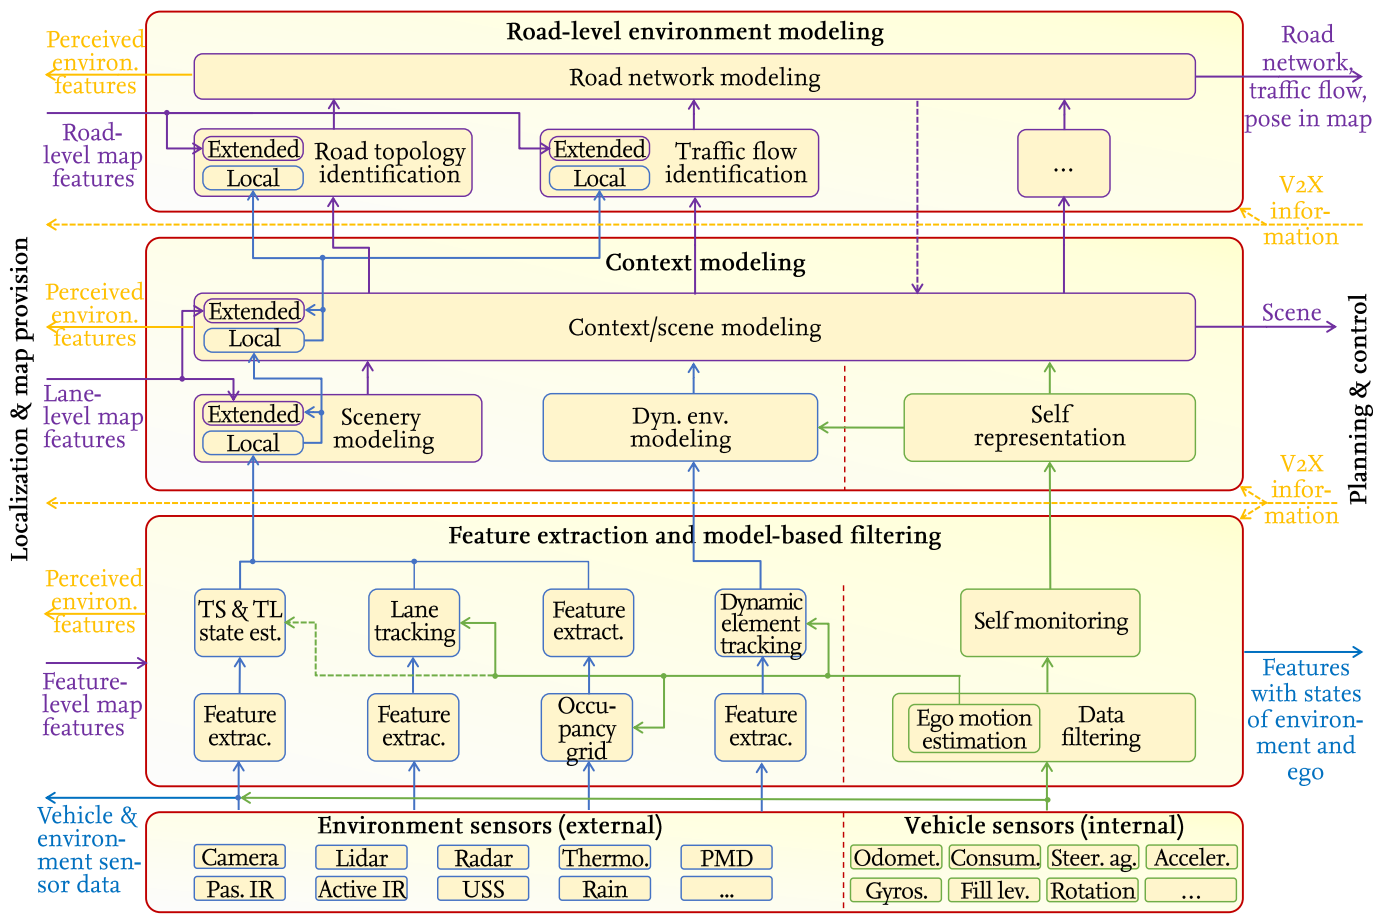 Road-level environment modeling
Perceived
environ.
features
Road network modeling
Road
network,
traffic flow,
pose in map
Road-
level map
features
Extended
Local
Road topology
identification
Extended
Local
Traffic flow
identification
...
V2X
infor-
mation
Localization & map provision
Planning & control
Context modeling
Perceived
environ.
features
Extended
Local
Context/scene modeling
Scene
Lane-
level map
features
Extended
Local
Scenery
modeling
Dyn. env.
modeling
Self
representation
V2X
infor-
mation
Feature extraction and model-based filtering
Perceived
environ.
features
TS & TL
state est.
Lane
tracking
Feature
extract.
Dynamic
element
tracking
Self monitoring
Feature-
level map
features
Feature
extrac.
Feature
extrac.
Occu-
pancy
grid
Feature
extrac.
Ego motion
estimation
Data
filtering
Features
with states
of environ-
ment and
ego
Vehicle &
environ-
ment sen-
sor data
Environment sensors (external)
Vehicle sensors (internal)
Camera
Lidar
Radar
Thermo.
PMD
Odomet.
Consum.
Steer. ag.
Acceler.
Pas. IR
Active IR
USS
Rain
...
Gyros.
Fill lev.
Rotation
...